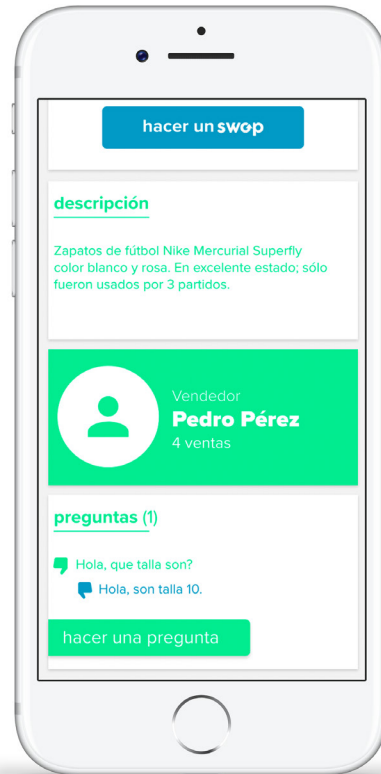 hacer un swop
descripción
Zapatos de fútbol Nike Mercurial Superfly
color blanco y rosa. En excelente estado; sólo
fueron usados por 3 partidos.
Vendedor
Pedro Pérez
4 ventas
preguntas (1)
Hola, que talla son?
Hola, son talla 10.
hacer una pregunta